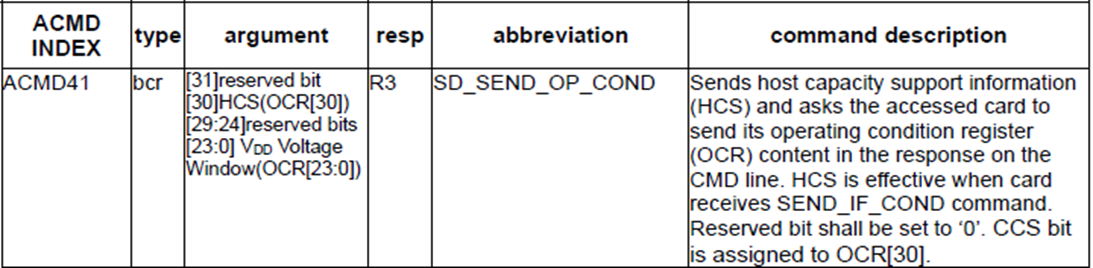 ACMD
INDEX
type
argument
resp
abbreviation
command description
ACMD41
bcr
[31]reserved bit
[30]HCS(OCR[30])
[29:24]reserved bits
[23:0] VDD Voltage
Window(OCR[23:0])
R3
SD_SEND_OP_COND
Sends host capacity support information
(HCS) and asks the accessed card to
send its operating condition register
(OCR) content in the response on the
CMD line. HCS is effective when card
receives SEND_IF_COND command.
Reserved bit shall be set to ‘0’. CCS bit
is assigned to OCR[30].